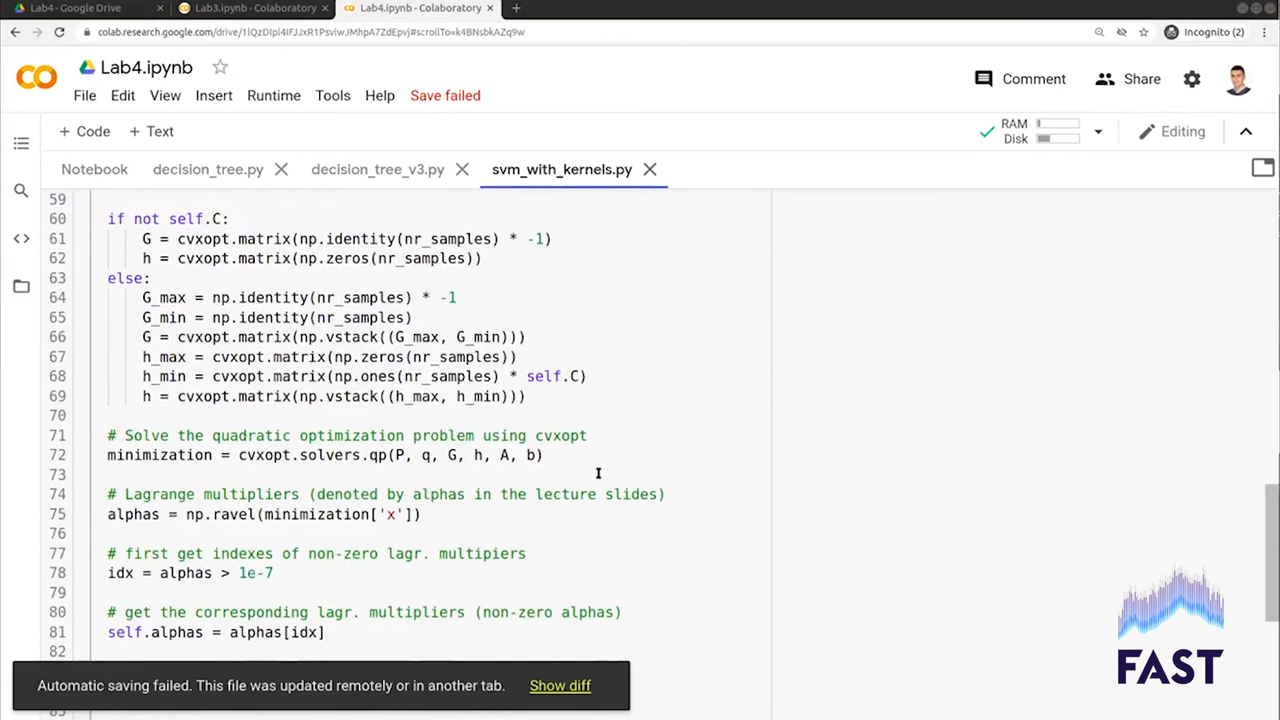 Lab4 - Google Drive
Lab3.ipynb - Colaboratory
Lab4.ipynb - Colaboratory
colab.research.google.com/drive/1lQzDIpl4IFJJxR1PsviwJMhpA7ZdEpvj#scrollTo=k4BNsbkAZq9w
Incognito (2)
CO
Lab4.ipynb
Comment
Share
File Edit View Insert Runtime Tools Help Save failed
+ Code + Text
RAM
Disk
Editing
Notebook decision_tree.py decision_tree_v3.py svm_with_kernels.py
59
60 if not self.C:
61 G = cvxopt.matrix(np.identity(nr_samples) * -1)
62 h = cvxopt.matrix(np.zeros(nr_samples))
63 else:
64 G_max = np.identity(nr_samples) * -1
65 G_min = np.identity(nr_samples)
66 G = cvxopt.matrix(np.vstack((G_max, G_min)))
67 h_max = cvxopt.matrix(np.zeros(nr_samples))
68 h_min = cvxopt.matrix(np.ones(nr_samples) * self.C)
69 h = cvxopt.matrix(np.vstack((h_max, h_min)))
70
71 # Solve the quadratic optimization problem using cvxopt
72 minimization = cvxopt.solvers.qp(P, q, G, h, A, b)
73
74 # Lagrange multipliers (denoted by alphas in the lecture slides)
75 alphas = np.ravel(minimization['x'])
76
77 # first get indexes of non-zero lagr. multipiers
78 idx = alphas > 1e-7
79
80 # get the corresponding lagr. multipliers (non-zero alphas)
81 self.alphas = alphas[idx]
82
Automatic saving failed. This file was updated remotely or in another tab. Show diff
FAST